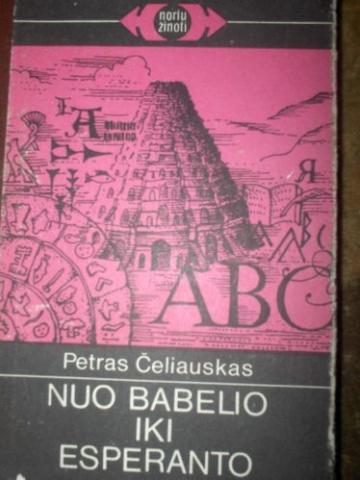 noriu
žinoti
A
Я
ABC
Petras Čeliauskas
NUO BABELIO
IKI
ESPERANTO